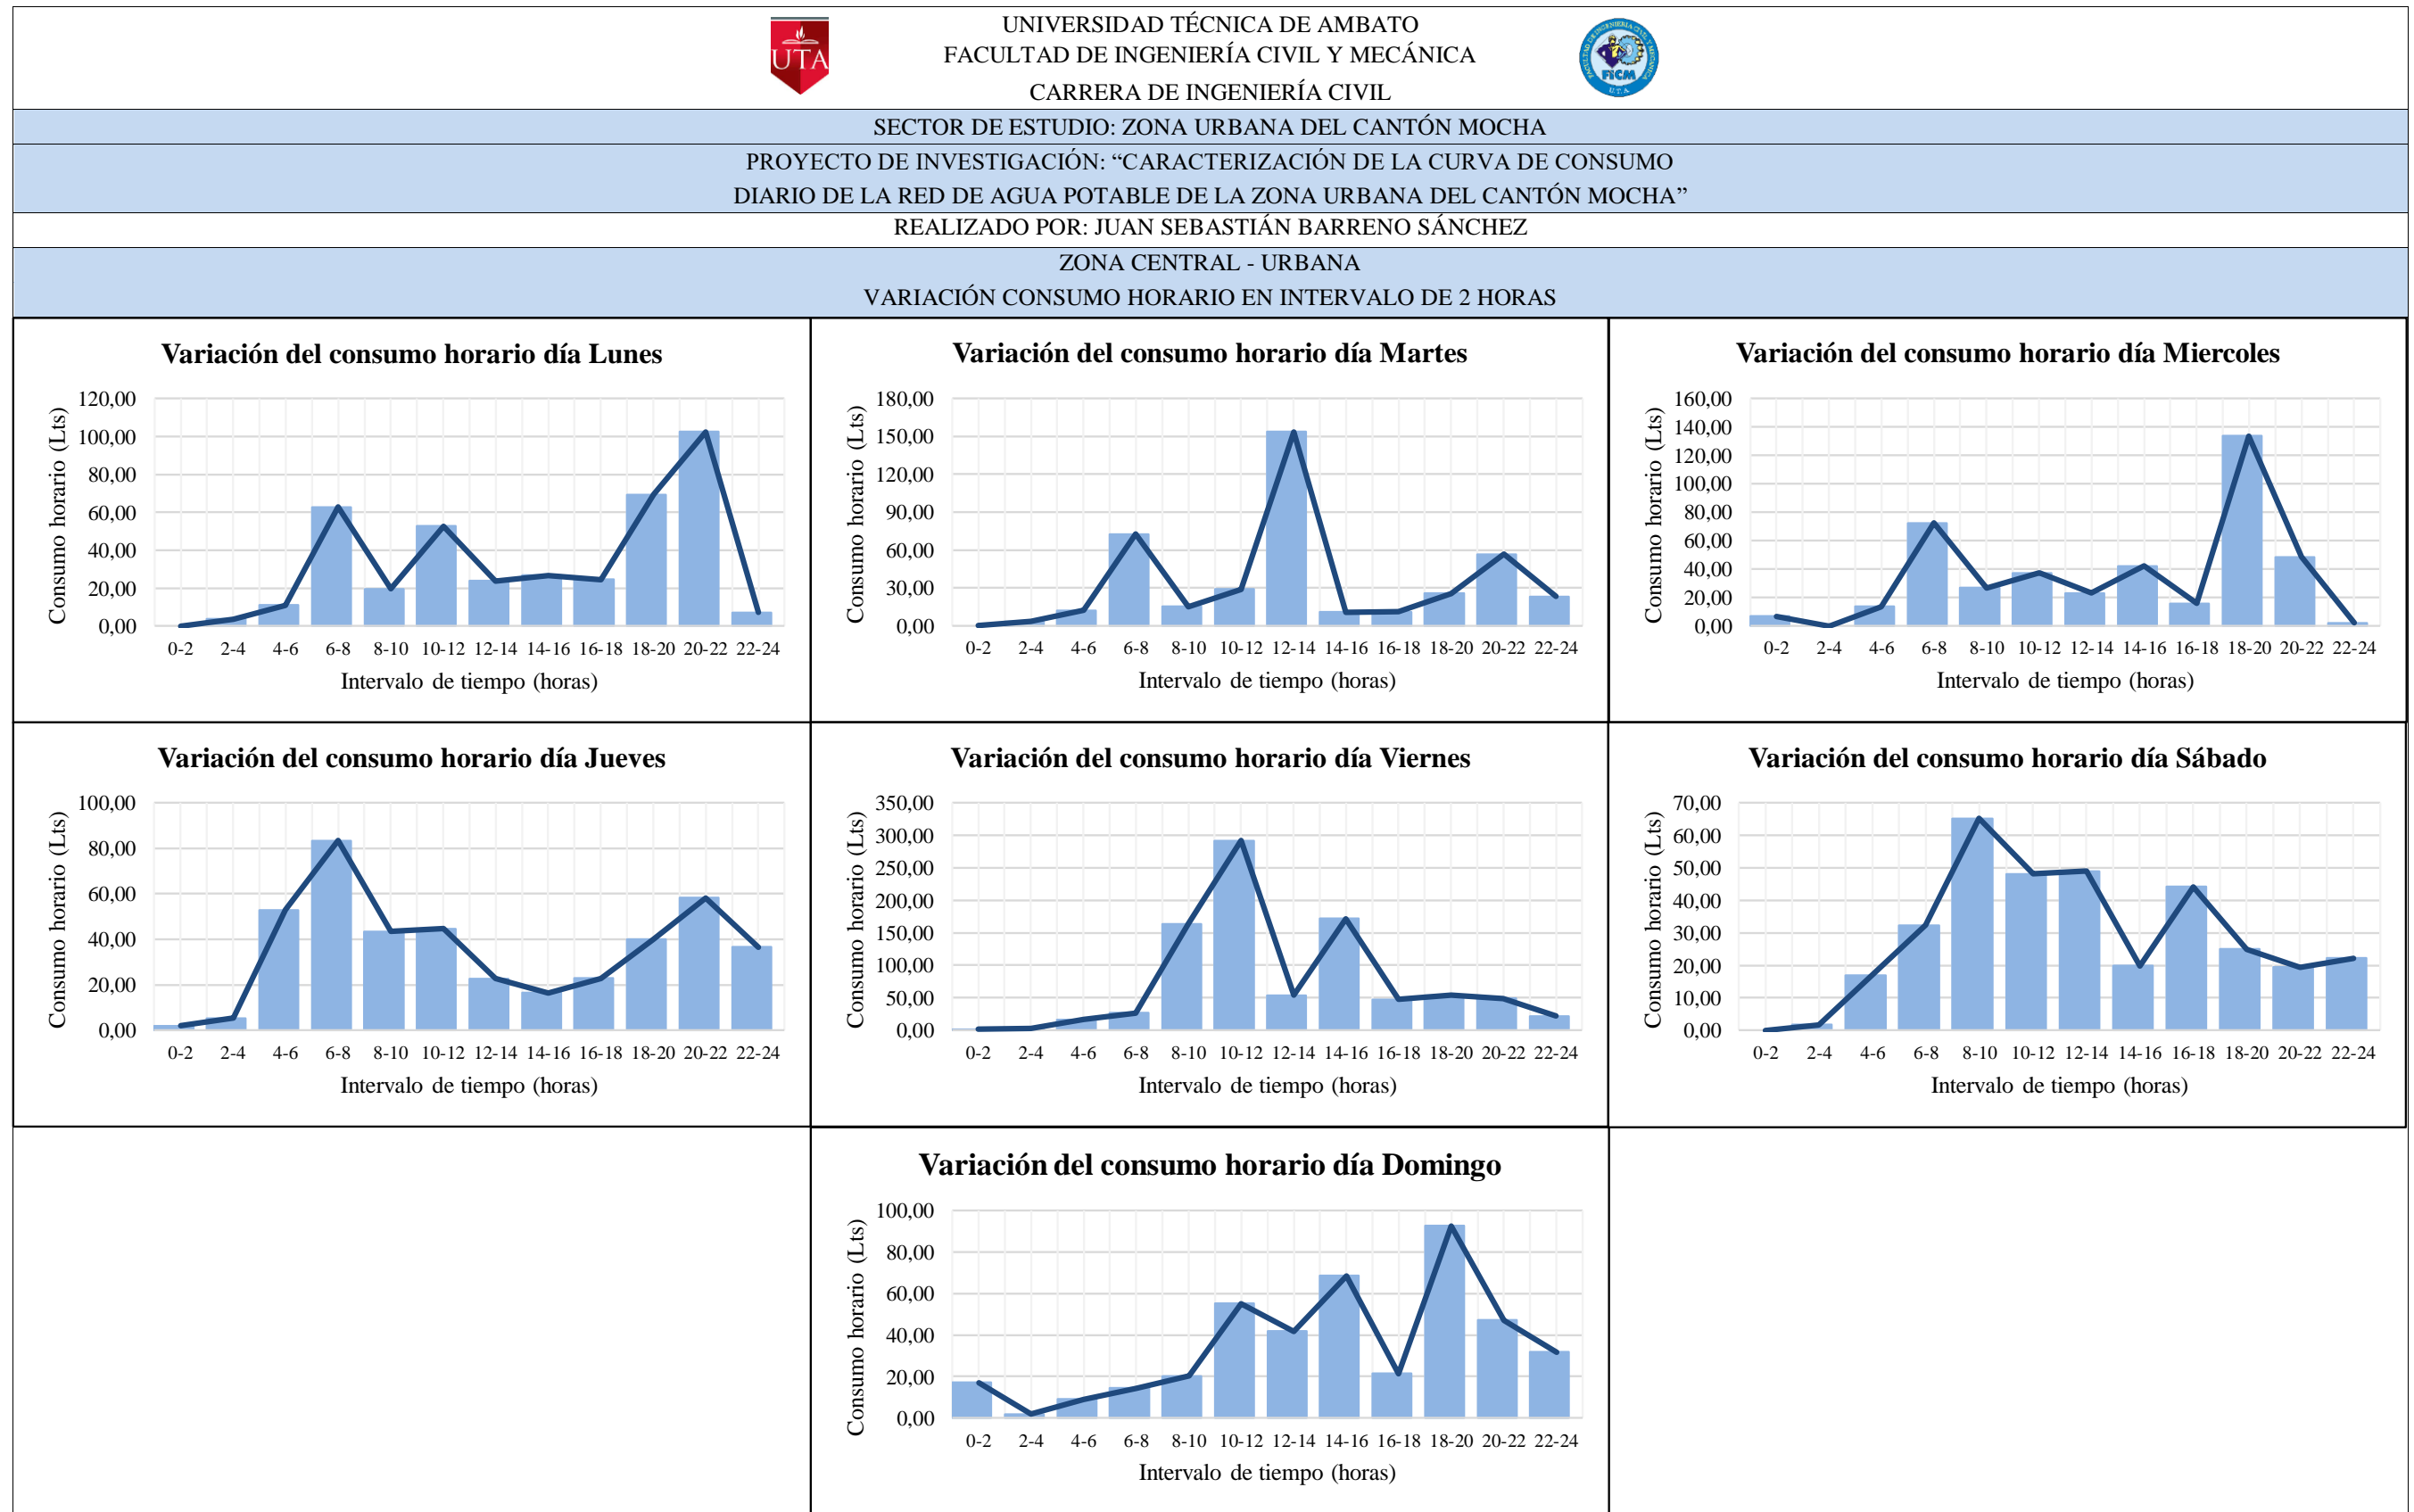 UNIVERSIDAD TÉCNICA DE AMBATO
FACULTAD DE INGENIERÍA CIVIL Y MECÁNICA
CARRERA DE INGENIERÍA CIVIL
UTA
FACULTAD DE INGENIERIA CIVIL Y MECANICA
FICM
U.T.A
SECTOR DE ESTUDIO: ZONA URBANA DEL CANTÓN MOCHA
PROYECTO DE INVESTIGACIÓN: “CARACTERIZACIÓN DE LA CURVA DE CONSUMO
DIARIO DE LA RED DE AGUA POTABLE DE LA ZONA URBANA DEL CANTÓN MOCHA”
REALIZADO POR: JUAN SEBASTIÁN BARRENO SÁNCHEZ
ZONA CENTRAL - URBANA
VARIACIÓN CONSUMO HORARIO EN INTERVALO DE 2 HORAS
Variación del consumo horario día Lunes
Consumo horario (Lts)
120,00
100,00
80,00
60,00
40,00
20,00
0,00
0-2 2-4 4-6 6-8 8-10 10-12 12-14 14-16 16-18 18-20 20-22 22-24
Intervalo de tiempo (horas)
Variación del consumo horario día Martes
Consumo horario (Lts)
180,00
150,00
120,00
90,00
60,00
30,00
0,00
0-2 2-4 4-6 6-8 8-10 10-12 12-14 14-16 16-18 18-20 20-22 22-24
Intervalo de tiempo (horas)
Variación del consumo horario día Miercoles
Consumo horario (Lts)
160,00
140,00
120,00
100,00
80,00
60,00
40,00
20,00
0,00
0-2 2-4 4-6 6-8 8-10 10-12 12-14 14-16 16-18 18-20 20-22 22-24
Intervalo de tiempo (horas)
Variación del consumo horario día Jueves
Consumo horario (Lts)
100,00
80,00
60,00
40,00
20,00
0,00
0-2 2-4 4-6 6-8 8-10 10-12 12-14 14-16 16-18 18-20 20-22 22-24
Intervalo de tiempo (horas)
Variación del consumo horario día Viernes
Consumo horario (Lts)
350,00
300,00
250,00
200,00
150,00
100,00
50,00
0,00
0-2 2-4 4-6 6-8 8-10 10-12 12-14 14-16 16-18 18-20 20-22 22-24
Intervalo de tiempo (horas)
Variación del consumo horario día Sábado
Consumo horario (Lts)
70,00
60,00
50,00
40,00
30,00
20,00
10,00
0,00
0-2 2-4 4-6 6-8 8-10 10-12 12-14 14-16 16-18 18-20 20-22 22-24
Intervalo de tiempo (horas)
Variación del consumo horario día Domingo
Consumo horario (Lts)
100,00
80,00
60,00
40,00
20,00
0,00
0-2 2-4 4-6 6-8 8-10 10-12 12-14 14-16 16-18 18-20 20-22 22-24
Intervalo de tiempo (horas)